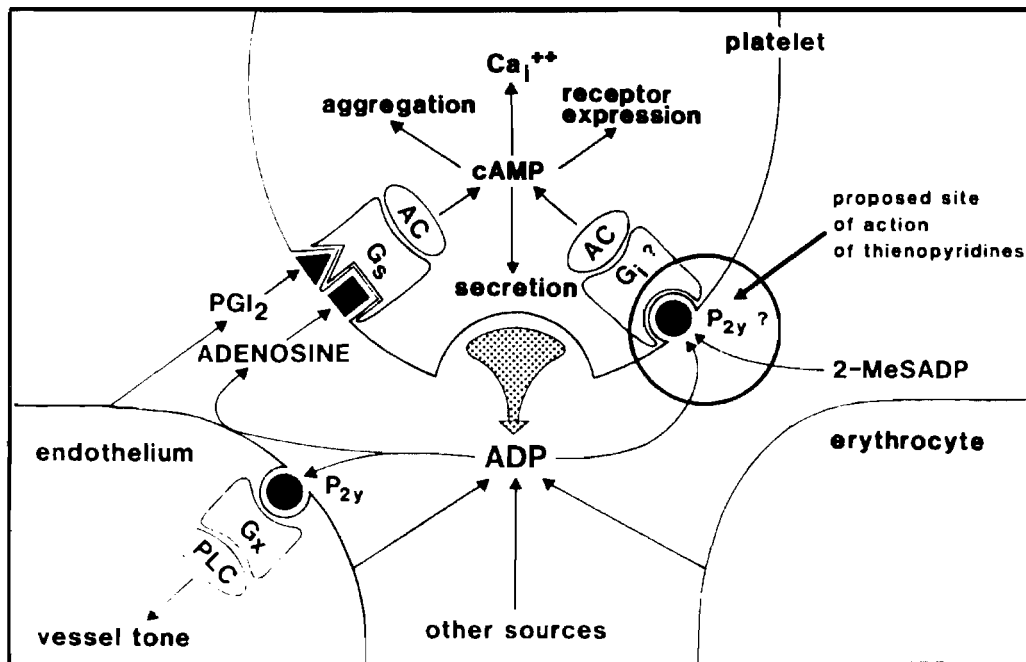 platelet
Ca i ++
aggregation
receptor
expression
cAMP
AC
AC
Gs
Gi ?
proposed site
of action
of thienopyridines
secretion
PGI2
P2y ?
ADENOSINE
2-MeSADP
endothelium
erythrocyte
ADP
P2y
Gx
PLC
vessel tone
other sources